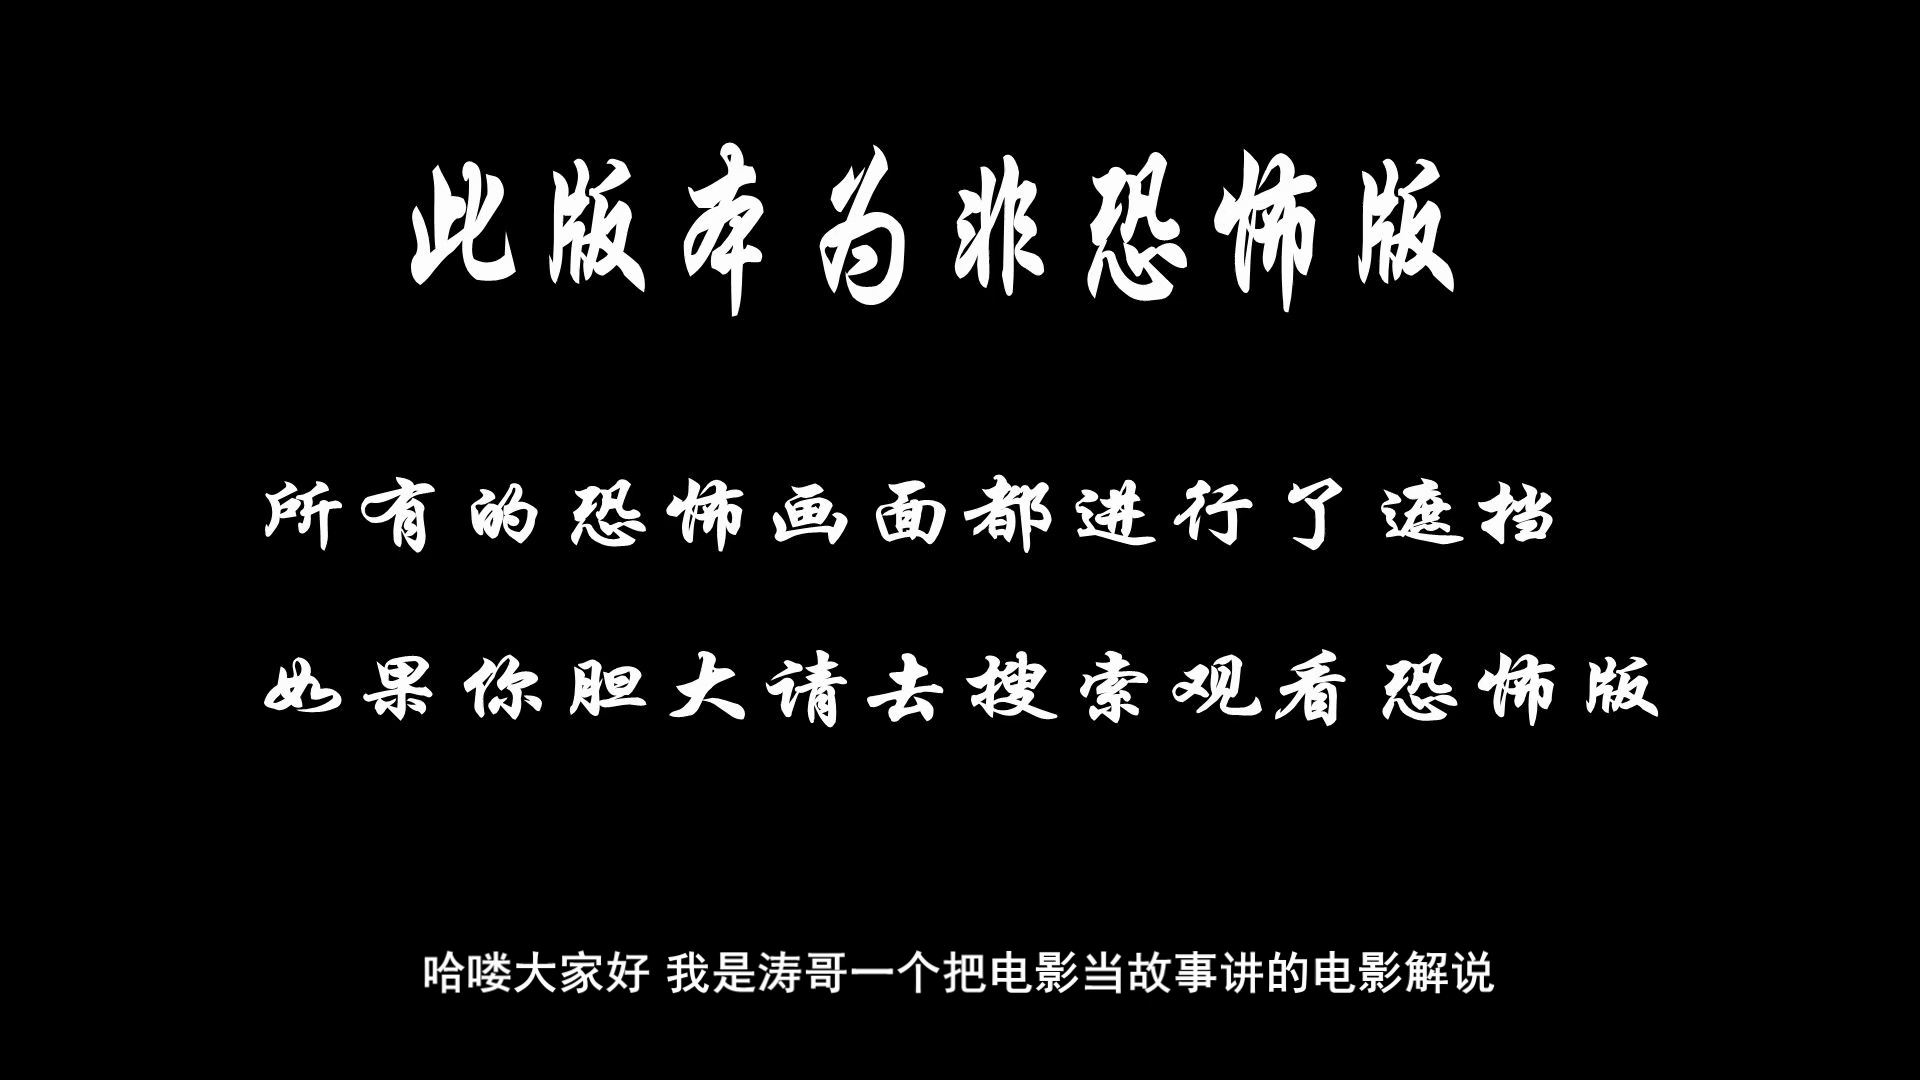 此版本为非恐怖版
所有的恐怖画面都进行了遮挡
如果你胆大请去搜索观看恐怖版
哈喽大家好 我是涛哥一个把电影当故事讲的电影解说